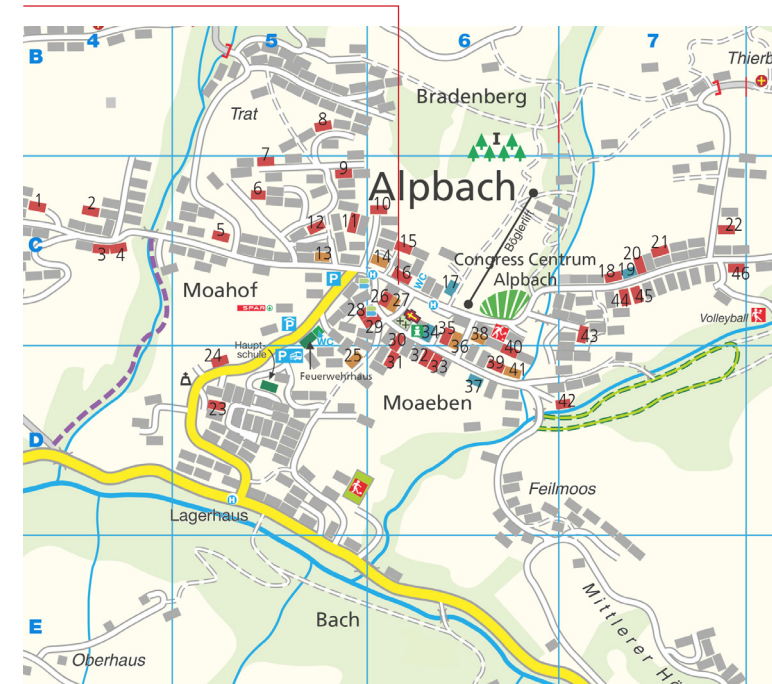 4
5
6
7
B
Thierb
Bradenberg
I
Trat
8
7
9
6
Alpbach
1
2
10
12
11
5
22
C
3
4
15
13
14
Congress Centrum
Alpbach
Böglerlift
21
20
19
18
46
P
H
16
WC
17
Moahof
26
27
H
44
45
SPAR
28
Volleyball
P
29
34
35
38
i
30
36
40
43
WC
Haupt-
schule
P
24
25
31
32
33
39
41
Feuerwehrhaus
37
23
Moaeben
42
D
Feilmoos
H
Lagerhaus
Mittlerer Hö
Bach
E
Oberhaus